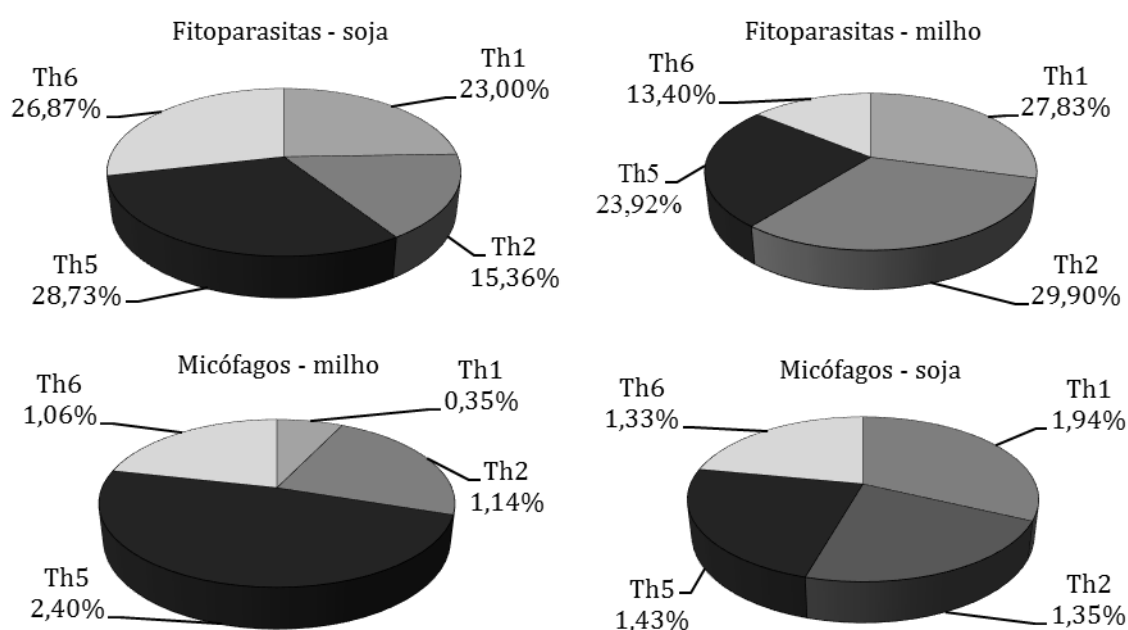 Fitoparasitas - soja
Th6
26,87%
Th1
23,00%
Th5
28,73%
Th2
15,36%
Fitoparasitas - milho
Th6
13,40%
Th1
27,83%
Th5
23,92%
Th2
29,90%
Micófagos - milho
Th6
1,06%
Th1
0,35%
Th2
1,14%
Th5
2,40%
Micófagos - soja
Th6
1,33%
Th1
1,94%
Th5
1,43%
Th2
1,35%